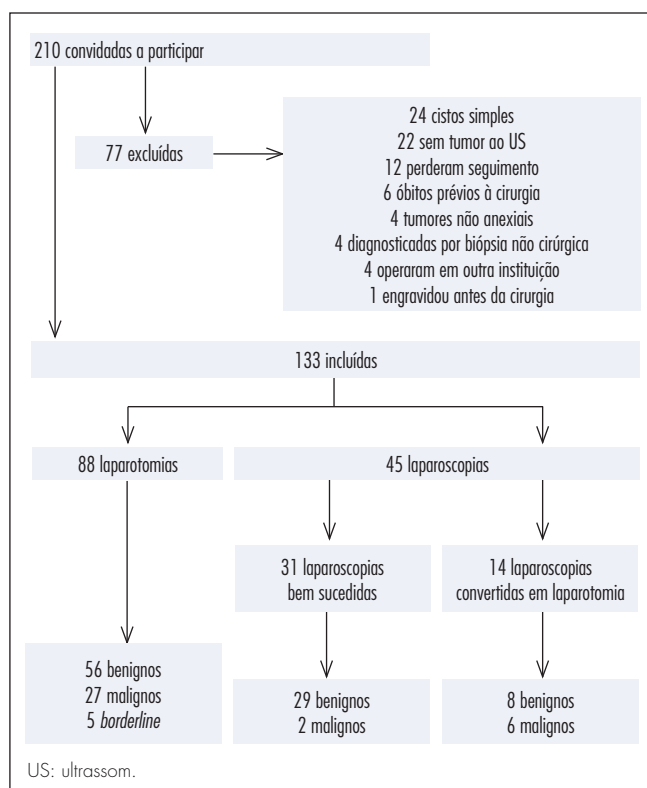 210 convidadas a participar
77 excluídas
24 cistos simples
22 sem tumor ao US
12 perderam seguimento
6 óbitos prévios à cirurgia
4 tumores não anexiais
4 diagnosticadas por biópsia não cirúrgica
4 operaram em outra instituição
1 engravidou antes da cirurgia
133 incluídas
88 laparotomias
45 laparoscopias
31 laparoscopias
bem sucedidas
14 laparoscopias
convertidas em laparotomia
56 benignos
27 malignos
5 borderline
29 benignos
2 malignos
8 benignos
6 malignos
US: ultrassom.